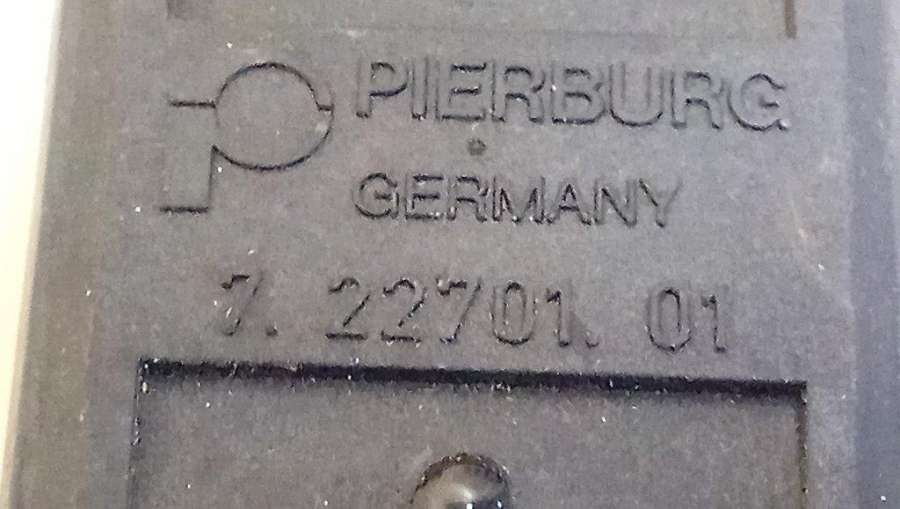 PIERBURG
GERMANY
7. 22701. 01